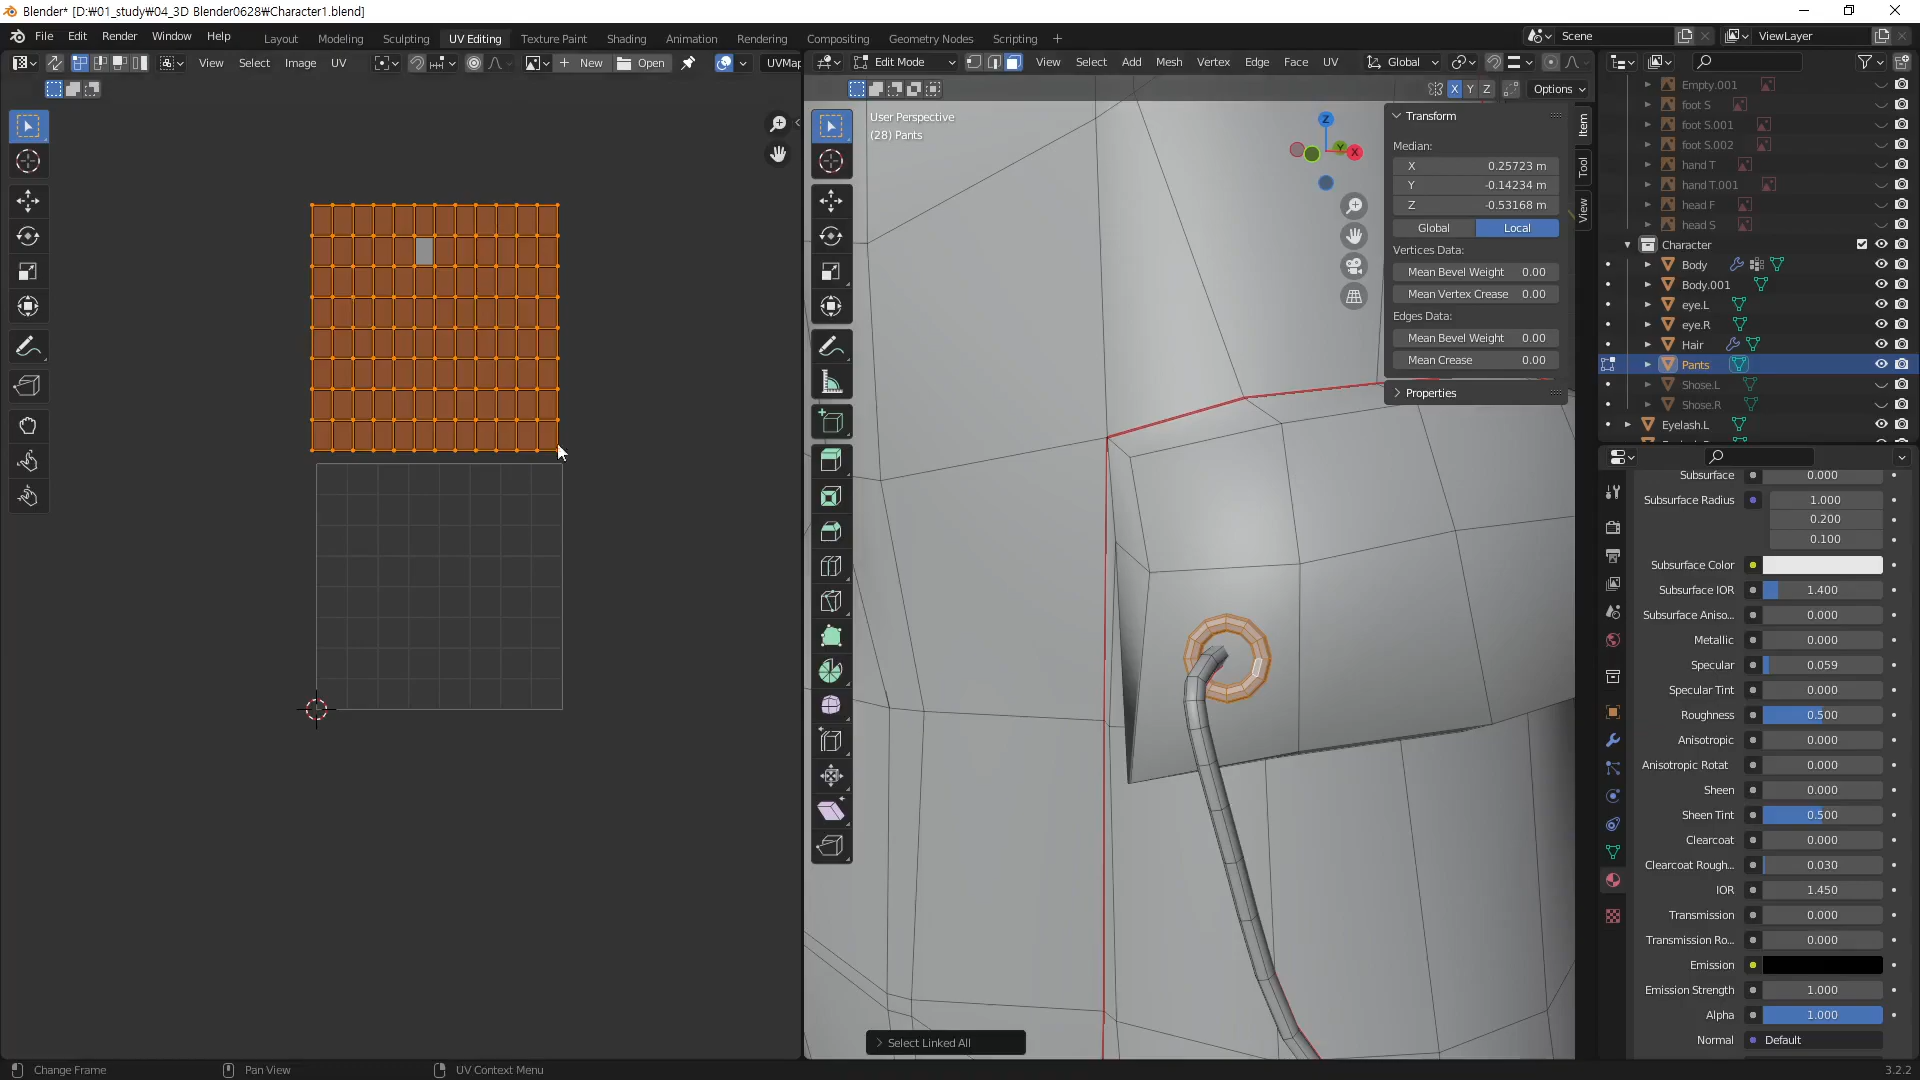 Blender* [D:₩01_study₩04_3D Blender0628₩Character1.blend]
File Edit Render Window Help Layout Modeling Sculpting UV Editing Texture Paint Shading Animation Rendering Compositing Geometry Nodes Scripting + Scene ViewLayer
View Select Image UV New Open UVMap
Edit Mode View Select Add Mesh Vertex Edge Face UV Global
X Y Z Options
User Perspective
(28) Pants
Z
Y
X
Transform
Median:
X 0.25723 m
Y -0.14234 m
Z -0.53168 m
Global Local
Vertices Data:
Mean Bevel Weight 0.00
Mean Vertex Crease 0.00
Edges Data:
Mean Bevel Weight 0.00
Mean Crease 0.00
Properties
Item
Tool
View
Select Linked All
Empty.001
foot S
foot S.001
foot S.002
hand T
hand T.001
head F
head S
Character
Body
Body.001
eye.L
eye.R
Hair
Pants
Shose.L
Shose.R
Eyelash.L
Subsurface 0.000
Subsurface Radius 1.000
0.200
0.100
Subsurface Color
Subsurface IOR 1.400
Subsurface Aniso... 0.000
Metallic 0.000
Specular 0.059
Specular Tint 0.000
Roughness 0.500
Anisotropic 0.000
Anisotropic Rotat 0.000
Sheen 0.000
Sheen Tint 0.500
Clearcoat 0.000
Clearcoat Rough... 0.030
IOR 1.450
Transmission 0.000
Transmission Ro... 0.000
Emission
Emission Strength 1.000
Alpha 1.000
Normal Default
Change Frame Pan View UV Context Menu 3.2.2